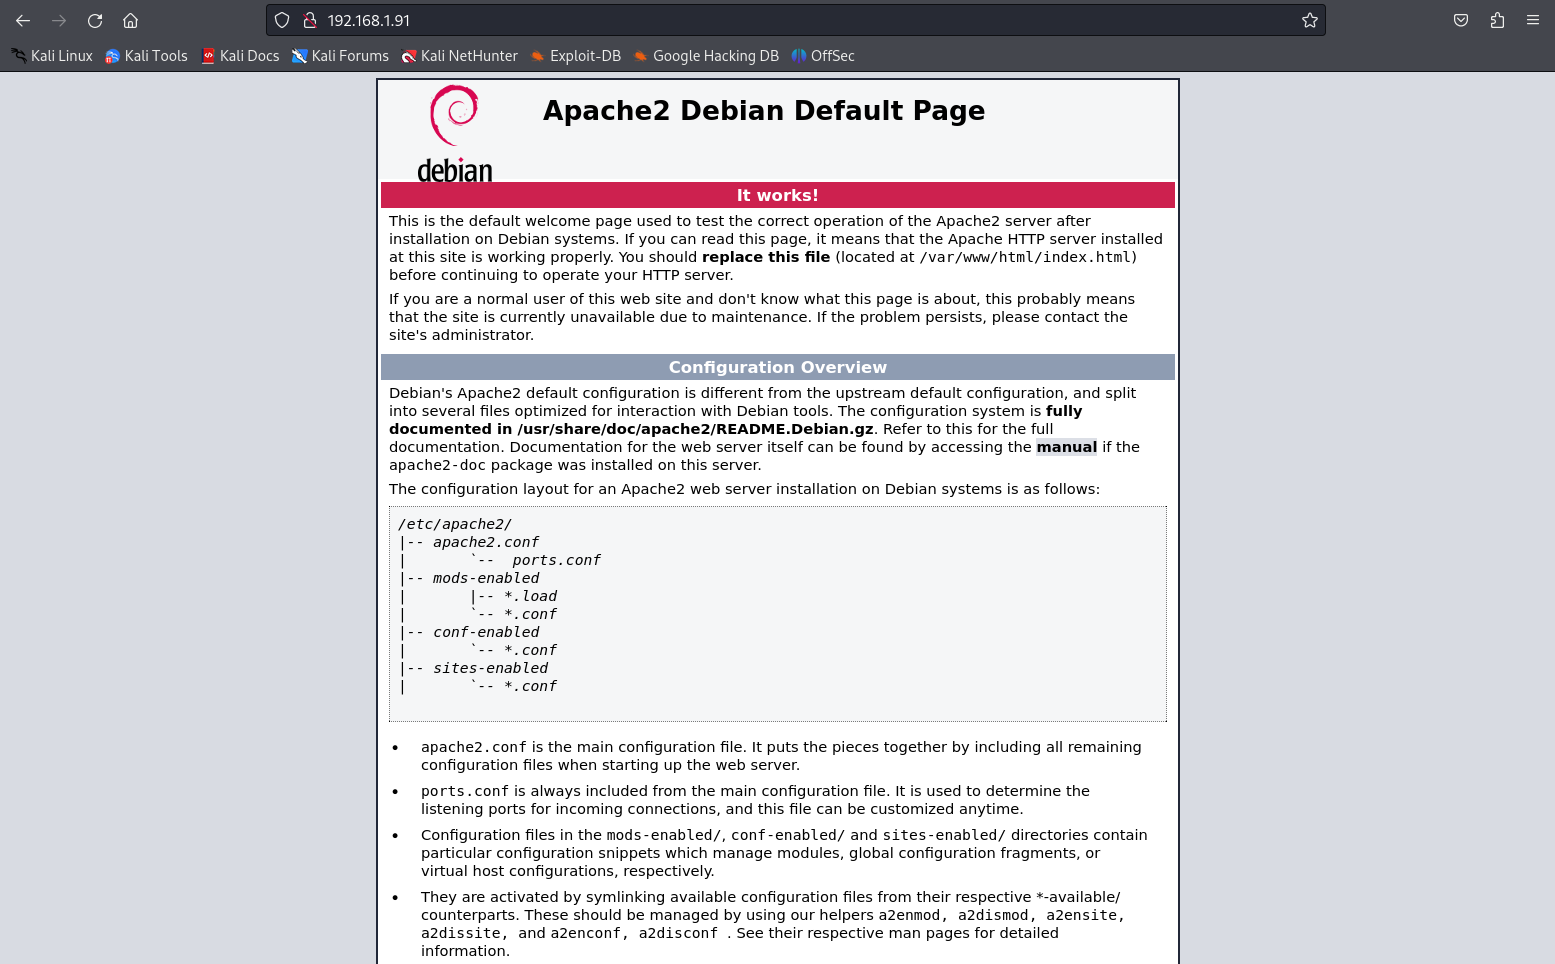 192.168.1.91
Kali Linux Kali Tools Kali Docs Kali Forums Kali NetHunter Exploit-DB Google Hacking DB OffSec
debian
Apache2 Debian Default Page
It works!
This is the default welcome page used to test the correct operation of the Apache2 server after
installation on Debian systems. If you can read this page, it means that the Apache HTTP server installed
at this site is working properly. You should replace this file (located at /var/www/html/index.html)
before continuing to operate your HTTP server.
If you are a normal user of this web site and don't know what this page is about, this probably means
that the site is currently unavailable due to maintenance. If the problem persists, please contact the
site's administrator.
Configuration Overview
Debian's Apache2 default configuration is different from the upstream default configuration, and split
into several files optimized for interaction with Debian tools. The configuration system is fully
documented in /usr/share/doc/apache2/README.Debian.gz. Refer to this for the full
documentation. Documentation for the web server itself can be found by accessing the manual if the
apache2-doc package was installed on this server.
The configuration layout for an Apache2 web server installation on Debian systems is as follows:
/etc/apache2/
|-- apache2.conf
|       `--  ports.conf
|-- mods-enabled
|       |-- *.load
|       `-- *.conf
|-- conf-enabled
|       `-- *.conf
|-- sites-enabled
|       `-- *.conf
• apache2.conf is the main configuration file. It puts the pieces together by including all remaining
configuration files when starting up the web server.
• ports.conf is always included from the main configuration file. It is used to determine the
listening ports for incoming connections, and this file can be customized anytime.
• Configuration files in the mods-enabled/, conf-enabled/ and sites-enabled/ directories contain
particular configuration snippets which manage modules, global configuration fragments, or
virtual host configurations, respectively.
• They are activated by symlinking available configuration files from their respective *-available/
counterparts. These should be managed by using our helpers a2enmod, a2dismod, a2ensite,
a2dissite, and a2enconf, a2disconf . See their respective man pages for detailed
information.